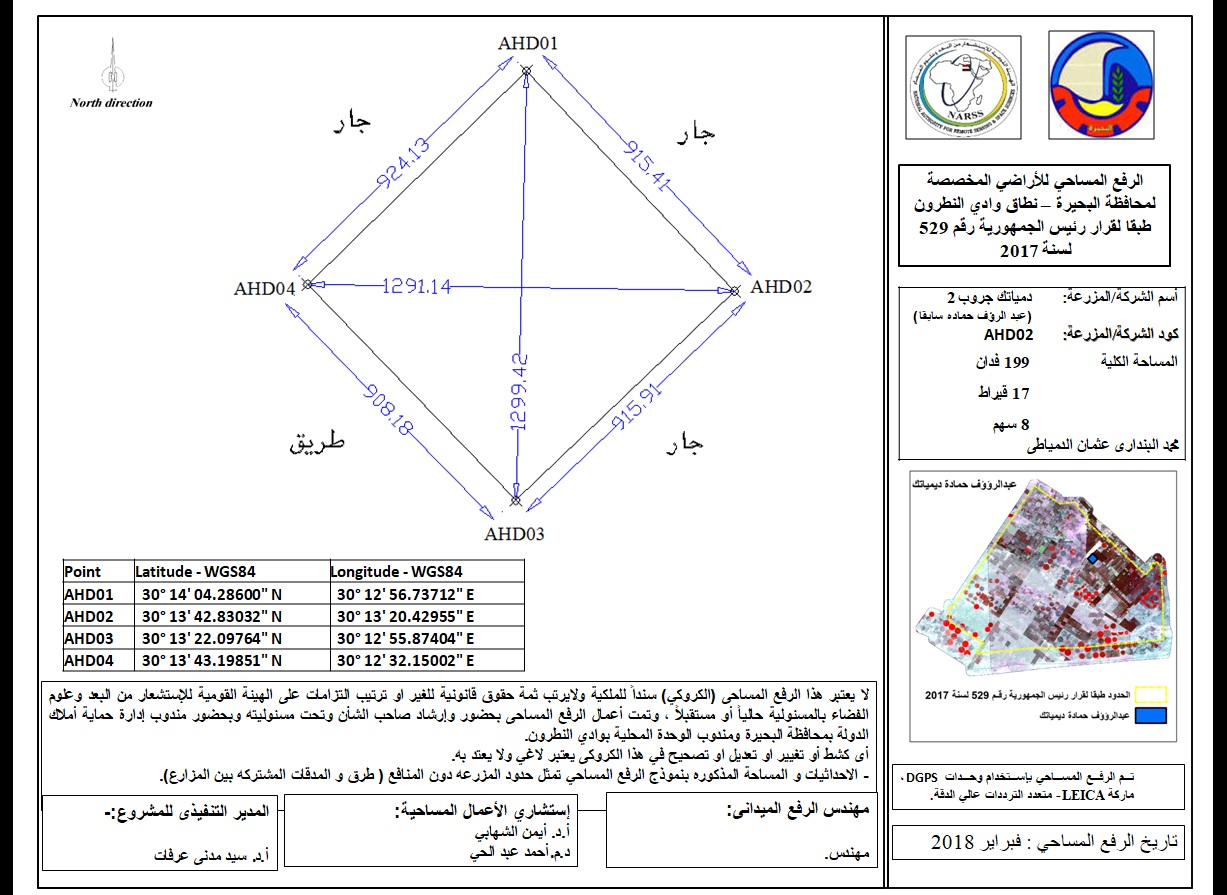 North direction
AHD01
جار
جار
924.13
915.41
1291.14
AHD04
AHD02
1299.42
908.18
915.91
طريق
جار
AHD03
Point Latitude - WGS84 Longitude - WGS84
AHD01 30° 14' 04.28600" N 30° 12' 56.73712" E
AHD02 30° 13' 42.83032" N 30° 13' 20.42955" E
AHD03 30° 13' 22.09764" N 30° 12' 55.87404" E
AHD04 30° 13' 43.19851" N 30° 12' 32.15002" E
لا يعتبر هذا الرفع المساحى (الكروكي) سنداً للملكية ولايرتب ثمة حقوق قانونية للغير او ترتيب التزامات على الهيئة القومية للإستشعار من البعد وعلوم
الفضاء بالمسئولية حالياً أو مستقبلاً ، وتمت أعمال الرفع المساحى بحضور وإرشاد صاحب الشأن وتحت مسئوليته وبحضور مندوب إدارة حماية أملاك
الدولة بمحافظة البحيرة ومندوب الوحدة المحلية بوادي النطرون.
أى كشط أو تغيير او تعديل او تصحيح في هذا الكروكى يعتبر لاغي ولا يعتد به.
- الاحداثيات و المساحة المذكوره بنموذج الرفع المساحي تمثل حدود المزرعه دون المنافع ( طرق و المدقات المشتركه بين المزارع).
مهندس الرفع الميدانى:
مهندس.
إستشاري الأعمال المساحية:
أ.د. أيمن الشهابي
د.م.أحمد عبد الحي
المدير التنفيذى للمشروع:-
أ.د. سيد مدنى عرفات
NARSS
NATIONAL AUTHORITY FOR REMOTE SENSING & SPACE SCIENCES
البحيرة
الرفع المساحي للأراضي المخصصة
لمحافظة البحيرة – نطاق وادي النطرون
طبقا لقرار رئيس الجمهورية رقم 529
لسنة 2017
أسم الشركة/المزرعة: دمياتك جروب 2
(عبد الرؤف حماده سابقا)
كود الشركة/المزرعة: AHD02
المساحة الكلية 199 فدان
17 قيراط
8 سهم
محمد البندارى عثمان الدمياطى
عبدالرؤوف حمادة ديمياتك
الحدود طبقا لقرار رئيس الجمهورية رقم 529 لسنة 2017
عبدالرؤوف حمادة ديمياتك
تم الرفع المساحي بإستخدام وحدات DGPS ،
ماركة LEICA- متعدد الترددات عالي الدقة.
تاريخ الرفع المساحي : فبراير 2018